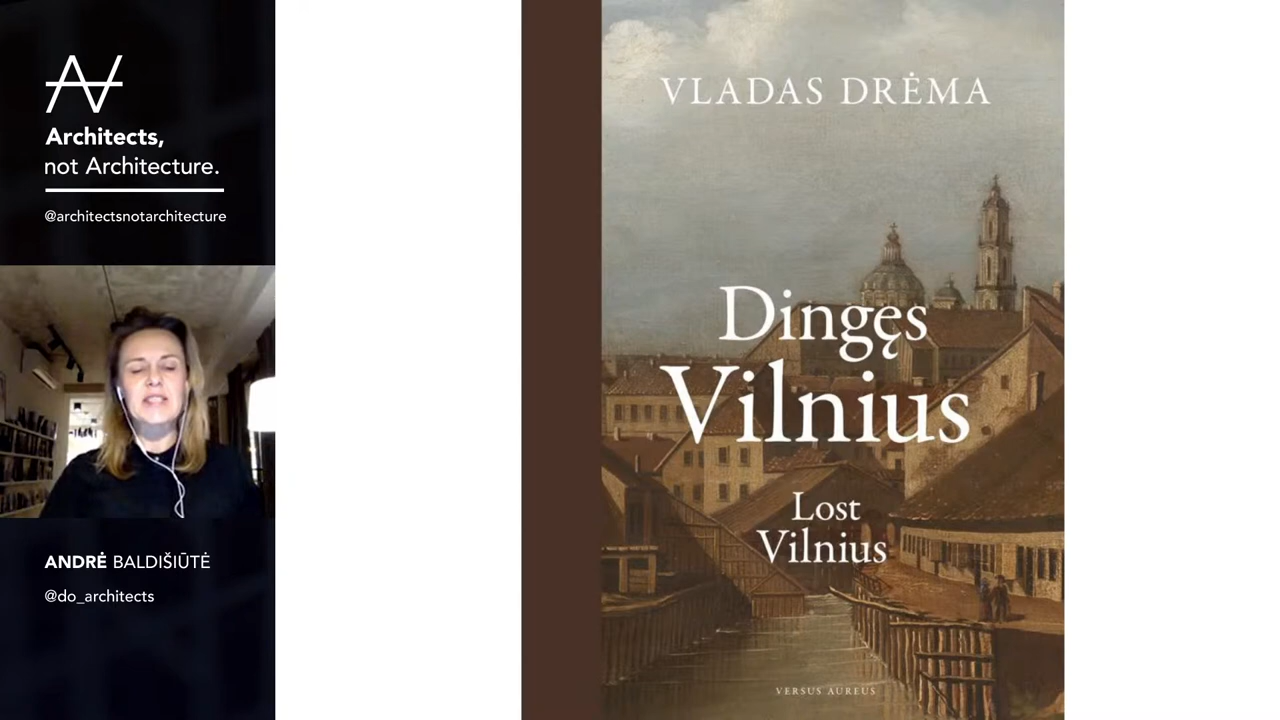 Architects,
not Architecture.
@architectsnotarchitecture
ANDRĖ BALDIŠIŪTĖ
@do_architects
VLADAS DRĖMA
Dingęs
Vilnius
Lost
Vilnius
VERSUS AUREUS